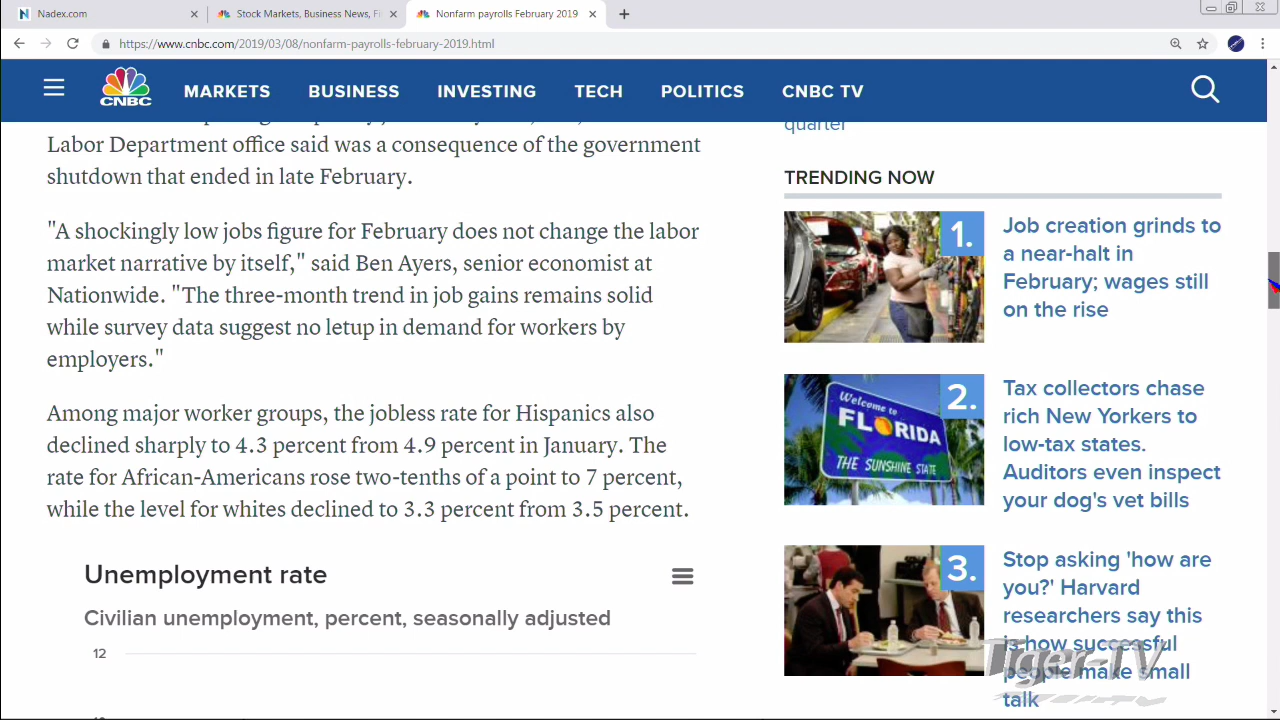 Nadex.com
Stock Markets, Business News, Fi
Nonfarm payrolls February 2019
https://www.cnbc.com/2019/03/08/nonfarm-payrolls-february-2019.html
CNBC
MARKETS
BUSINESS
INVESTING
TECH
POLITICS
CNBC TV
Labor Department office said was a consequence of the government
shutdown that ended in late February.
"A shockingly low jobs figure for February does not change the labor
market narrative by itself," said Ben Ayers, senior economist at
Nationwide. "The three-month trend in job gains remains solid
while survey data suggest no letup in demand for workers by
employers."
Among major worker groups, the jobless rate for Hispanics also
declined sharply to 4.3 percent from 4.9 percent in January. The
rate for African-Americans rose two-tenths of a point to 7 percent,
while the level for whites declined to 3.3 percent from 3.5 percent.
Unemployment rate
Civilian unemployment, percent, seasonally adjusted
12
quarter
TRENDING NOW
1.
Job creation grinds to
a near-halt in
February; wages still
on the rise
Welcome to
FLORIDA
THE SUNSHINE STATE
2.
Tax collectors chase
rich New Yorkers to
low-tax states.
Auditors even inspect
your dog's vet bills
3.
Stop asking 'how are
you?' Harvard
researchers say this
is how successful
people make small
talk
Tiger-TV